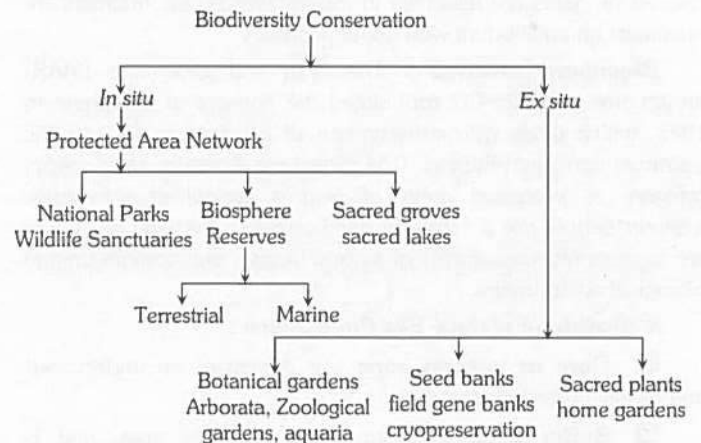 Biodiversity Conservation
In situ
Ex situ
Protected Area Network
National Parks
Wildlife Sanctuaries
Biosphere
Reserves
Sacred groves
sacred lakes
Terrestrial
Marine
Botanical gardens
Arborata, Zoological
gardens, aquaria
Seed banks
field gene banks
cryopreservation
Sacred plants
home gardens